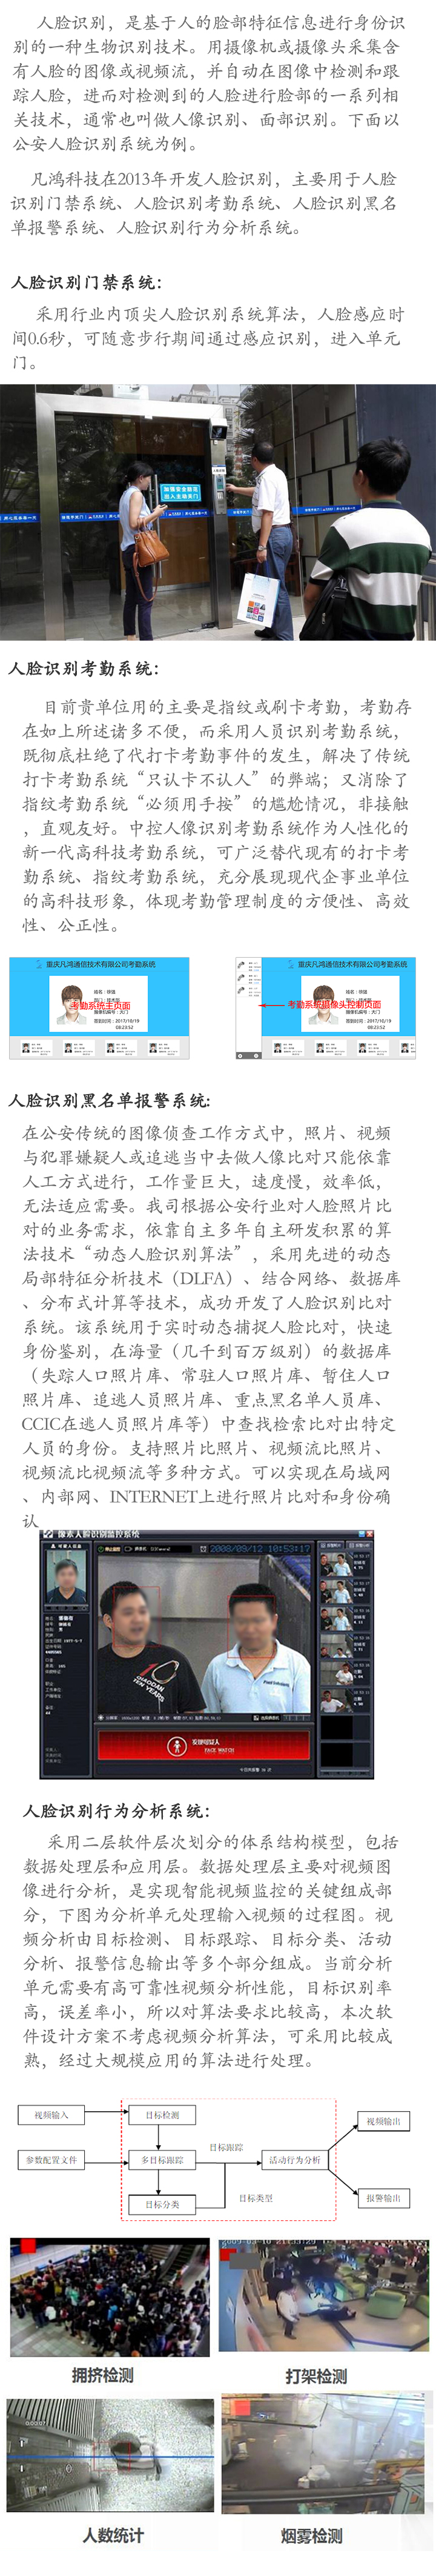 人脸识别，是基于人的脸部特征信息进行身份识
别的一种生物识别技术。用摄像机或摄像头采集含
有人脸的图像或视频流，并自动在图像中检测和跟
踪人脸，进而对检测到的人脸进行脸部的一系列相
关技术，通常也叫做人像识别、面部识别。下面以
公安人脸识别系统为例。
凡鸿科技在2013年开发人脸识别，主要用于人脸
识别门禁系统、人脸识别考勤系统、人脸识别黑名
单报警系统、人脸识别行为分析系统。
人脸识别门禁系统：
采用行业内顶尖人脸识别系统算法，人脸感应时
间0.6秒，可随意步行期间通过感应识别，进入单元
门。
人脸识别考勤系统：
目前贵单位用的主要是指纹或刷卡考勤，考勤存
在如上所述诸多不便，而采用人员识别考勤系统，
既彻底杜绝了代打卡考勤事件的发生，解决了传统
打卡考勤系统“只认卡不认人”的弊端；又消除了
指纹考勤系统“必须用手按”的尴尬情况，非接触
，直观友好。中控人像识别考勤系统作为人性化的
新一代高科技考勤系统，可广泛替代现有的打卡考
勤系统、指纹考勤系统，充分展现现代企事业单位
的高科技形象，体现考勤管理制度的方便性、高效
性、公正性。
重庆凡鸿通信技术有限公司考勤系统
考勤系统主页面
2017/10/19
08:23:52
重庆凡鸿通信技术有限公司考勤系统
考勤系统摄像头控制页面
2017/10/19
08:23:52
人脸识别黑名单报警系统:
在公安传统的图像侦查工作方式中，照片、视频
与犯罪嫌疑人或追逃当中去做人像比对只能依靠
人工方式进行，工作量巨大，速度慢，效率低，
无法适应需要。我司根据公安行业对人脸照片比
对的业务需求，依靠自主多年自主研发积累的算
法技术“动态人脸识别算法”，采用先进的动态
局部特征分析技术（DLFA）、结合网络、数据库
、分布式计算等技术，成功开发了人脸识别比对
系统。该系统用于实时动态捕捉人脸比对，快速
身份鉴别，在海量（几千到百万级别）的数据库
（失踪人口照片库、常驻人口照片库、暂住人口
照片库、追逃人员照片库、重点黑名单人员库、
CCIC在逃人员照片库等）中查找检索比对出特定
人员的身份。支持照片比照片、视频流比照片、
视频流比视频流等多种方式。可以实现在局域网
、内部网、INTERNET上进行照片比对和身份确
认
像素人脸识别监控系统
2008/09/12 10:53:17
发现可疑人
FACE WATCH
人脸识别行为分析系统：
采用二层软件层次划分的体系结构模型，包括
数据处理层和应用层。数据处理层主要对视频图
像进行分析，是实现智能视频监控的关键组成部
分，下图为分析单元处理输入视频的过程图。视
频分析由目标检测、目标跟踪、目标分类、活动
分析、报警信息输出等多个部分组成。当前分析
单元需要有高可靠性视频分析性能，目标识别率
高，误差率小，所以对算法要求比较高，本次软
件设计方案不考虑视频分析算法，可采用比较成
熟，经过大规模应用的算法进行处理。
视频输入
目标检测
视频输出
目标跟踪
参数配置文件
多目标跟踪
活动行为分析
目标分类
目标类型
报警输出
拥挤检测
打架检测
人数统计
烟雾检测